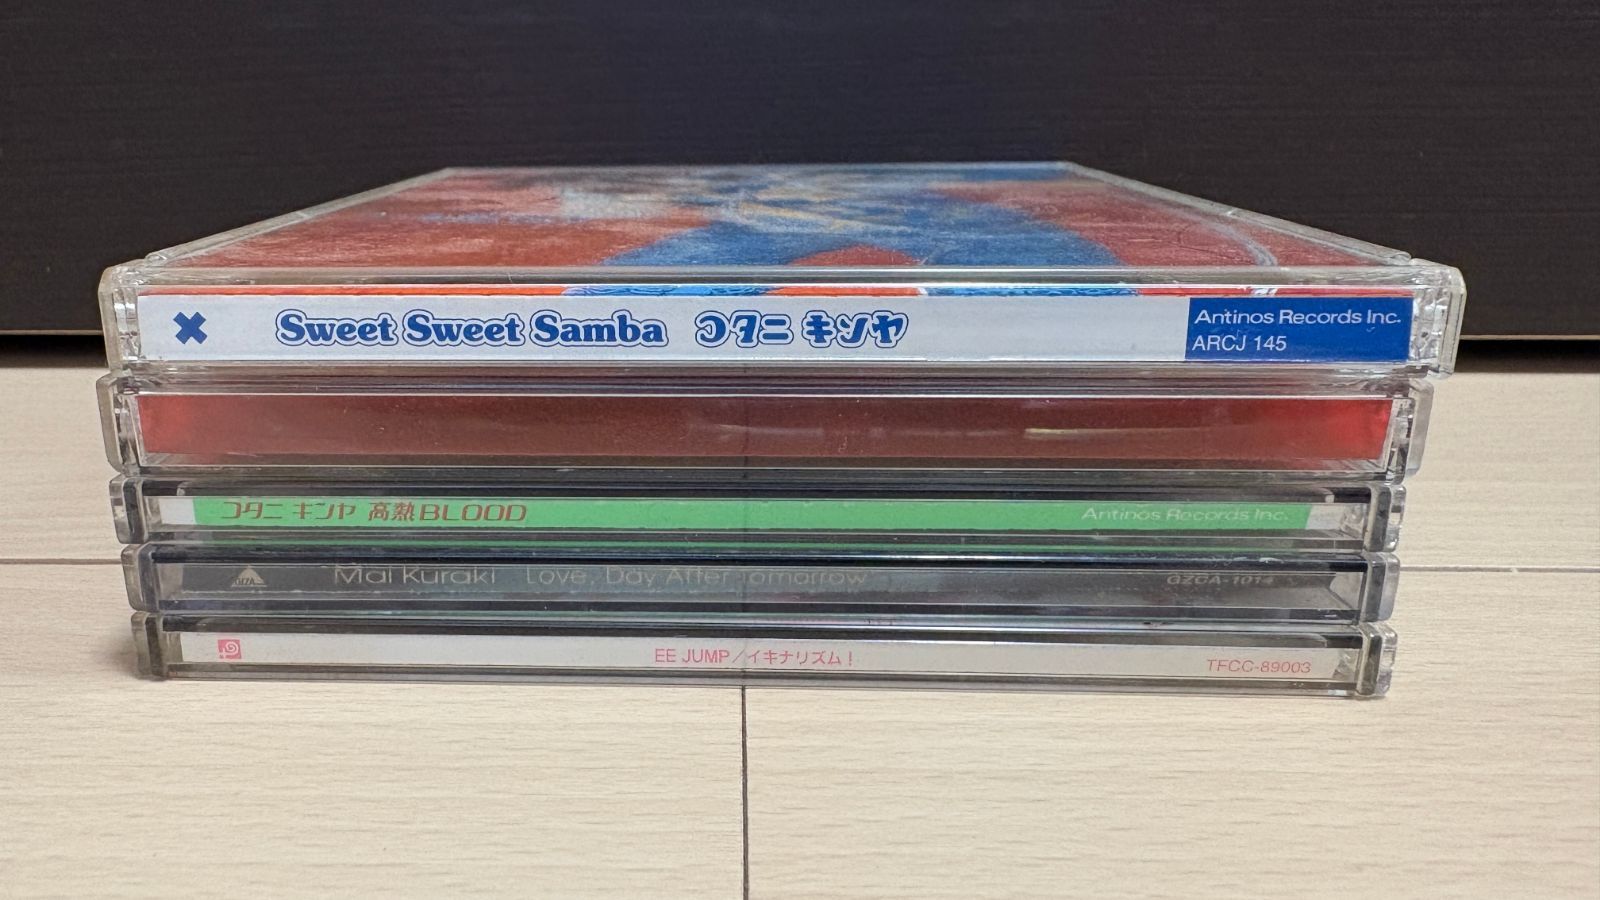 Sweet Sweet Samba コタニ キンヤ
Antinos Records Inc.
ARCJ 145
コタニ キンヤ 高熱BLOOD Antinos Records Inc.
GIZA Mai Kuraki Love, Day After Tomorrow GZCA-1014
EE JUMP／イキナリズム！ TFCC-89003